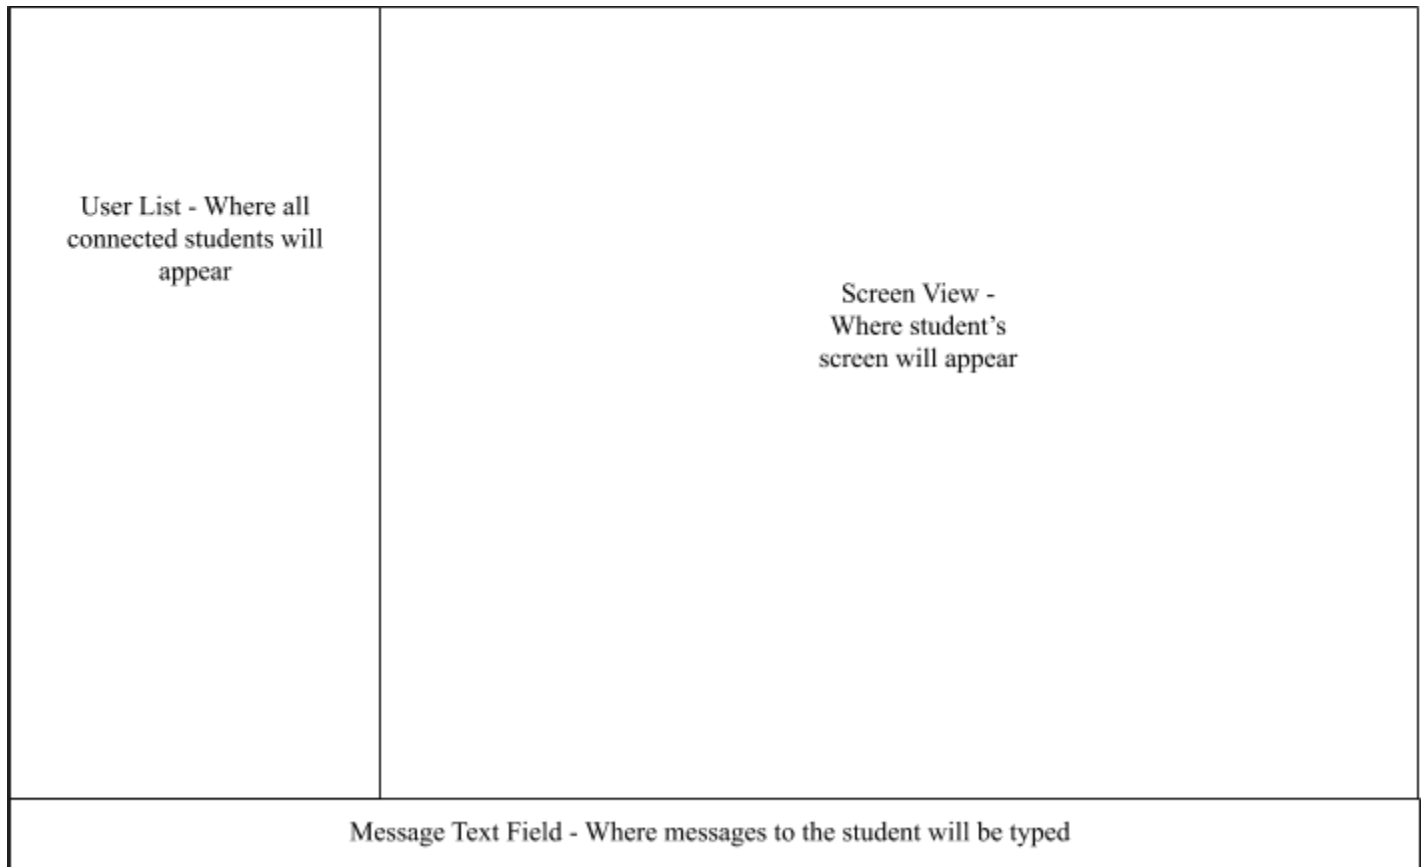 User List - Where all
connected students will
appear
Screen View -
Where student’s
screen will appear
Message Text Field - Where messages to the student will be typed